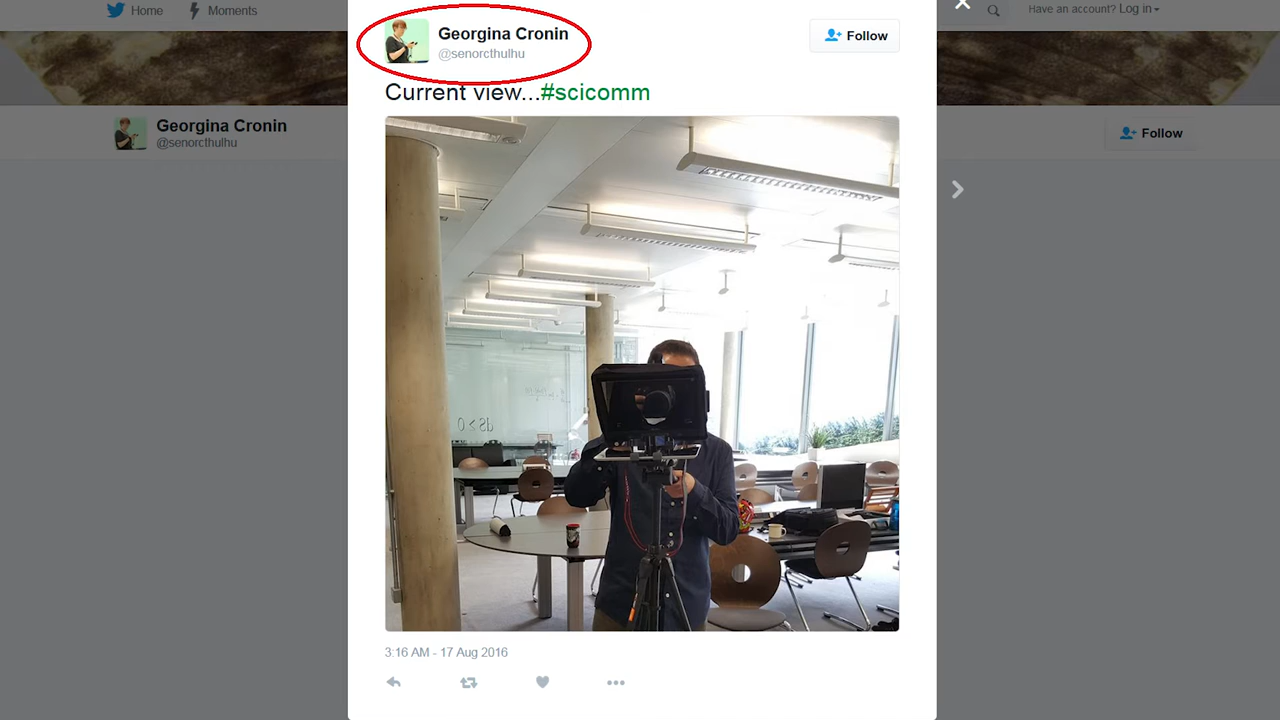 Home
Moments
Have an account? Log in
Georgina Cronin
@senorcthulhu
Follow
Georgina Cronin
@senorcthulhu
Follow
Current view...#scicomm
3:16 AM - 17 Aug 2016